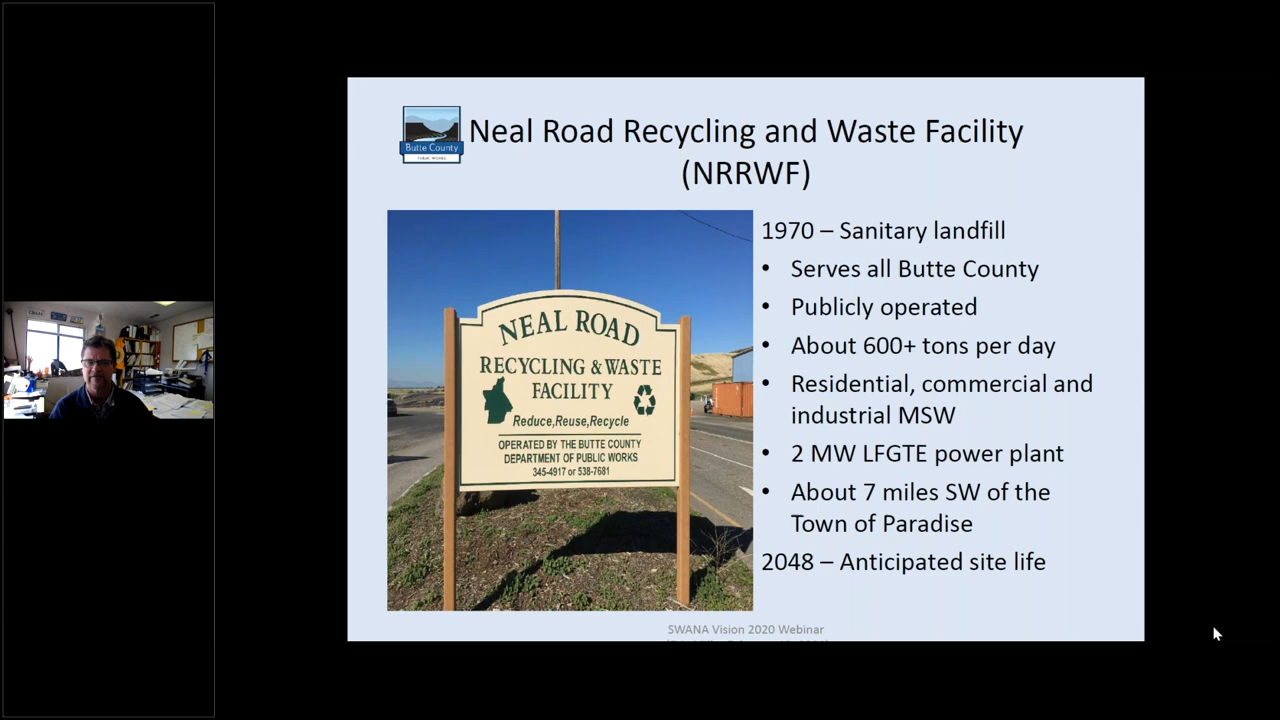 Neal Road Recycling and Waste Facility
(NRRWF)
Butte County
PUBLIC WORKS
NEAL ROAD
RECYCLING & WASTE
FACILITY
Reduce,Reuse,Recycle
OPERATED BY THE BUTTE COUNTY
DEPARTMENT OF PUBLIC WORKS
345-4917 or 538-7681
1970 – Sanitary landfill
• Serves all Butte County
• Publicly operated
• About 600+ tons per day
• Residential, commercial and
industrial MSW
• 2 MW LFGTE power plant
• About 7 miles SW of the
Town of Paradise
2048 – Anticipated site life
SWANA Vision 2020 Webinar